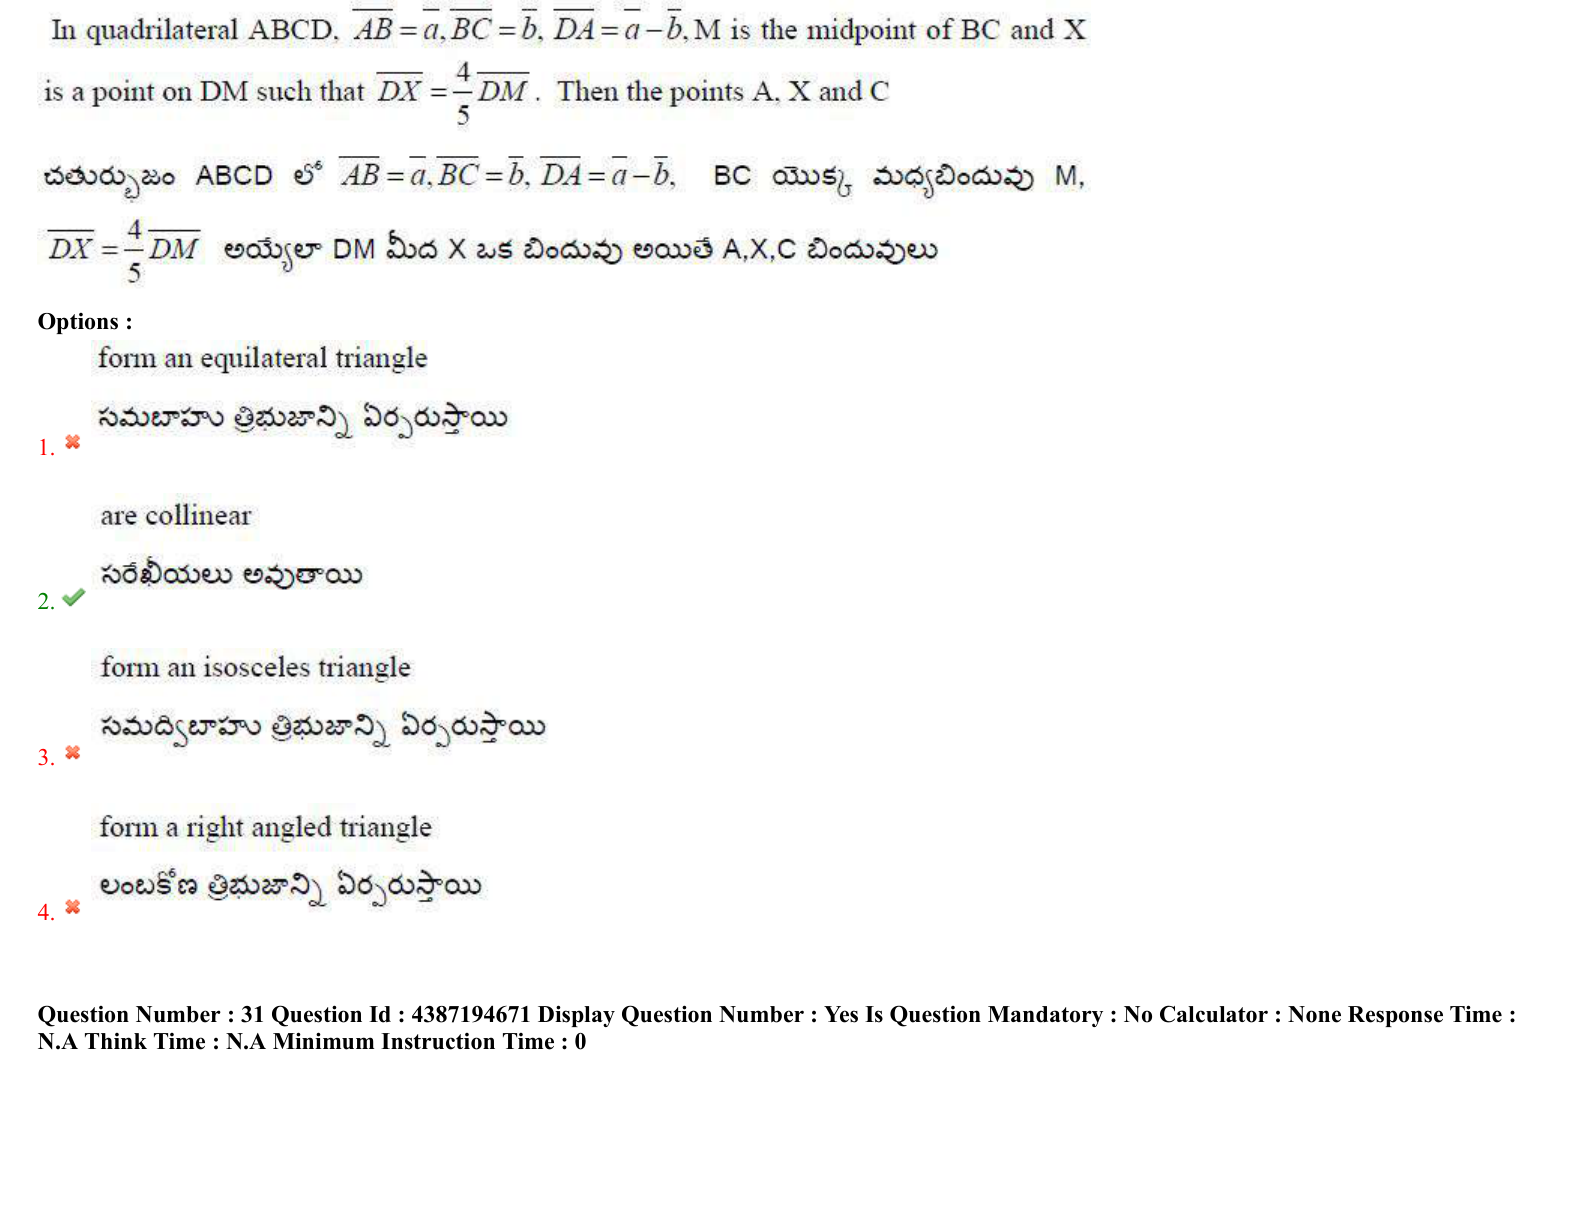 In quadrilateral ABCD, $\overline{AB} = \overline{a}, \overline{BC} = \overline{b}, \overline{DA} = \overline{a} - \overline{b}$, M is the midpoint of BC and X
is a point on DM such that $\overline{DX} = \frac{4}{5}\overline{DM}$. Then the points A, X and C
చతుర్భుజం ABCD లో $\overline{AB} = \overline{a}, \overline{BC} = \overline{b}, \overline{DA} = \overline{a} - \overline{b}$, BC యొక్క మధ్యబిందువు M,
$\overline{DX} = \frac{4}{5}\overline{DM}$ అయ్యేలా DM మీద X ఒక బిందువు అయితే A,X,C బిందువులు
Options :
form an equilateral triangle
సమబాహు త్రిభుజాన్ని ఏర్పరుస్తాయి
1.
are collinear
సరేఖీయలు అవుతాయి
2.
form an isosceles triangle
సమద్విబాహు త్రిభుజాన్ని ఏర్పరుస్తాయి
3.
form a right angled triangle
లంబకోణ త్రిభుజాన్ని ఏర్పరుస్తాయి
4.
Question Number : 31 Question Id : 4387194671 Display Question Number : Yes Is Question Mandatory : No Calculator : None Response Time :
N.A Think Time : N.A Minimum Instruction Time : 0